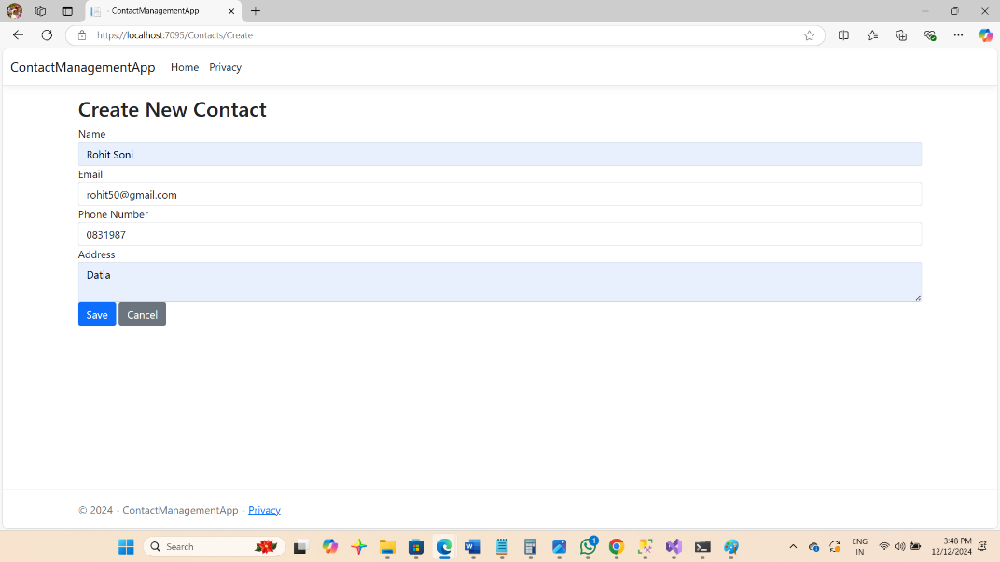 - ContactManagementApp
https://localhost:7095/Contacts/Create
ContactManagementApp Home Privacy
Create New Contact
Name
Rohit Soni
Email
rohit50@gmail.com
Phone Number
0831987
Address
Datia
Save Cancel
© 2024 - ContactManagementApp - Privacy
Search
1
ENG
IN
3:48 PM
12/12/2024